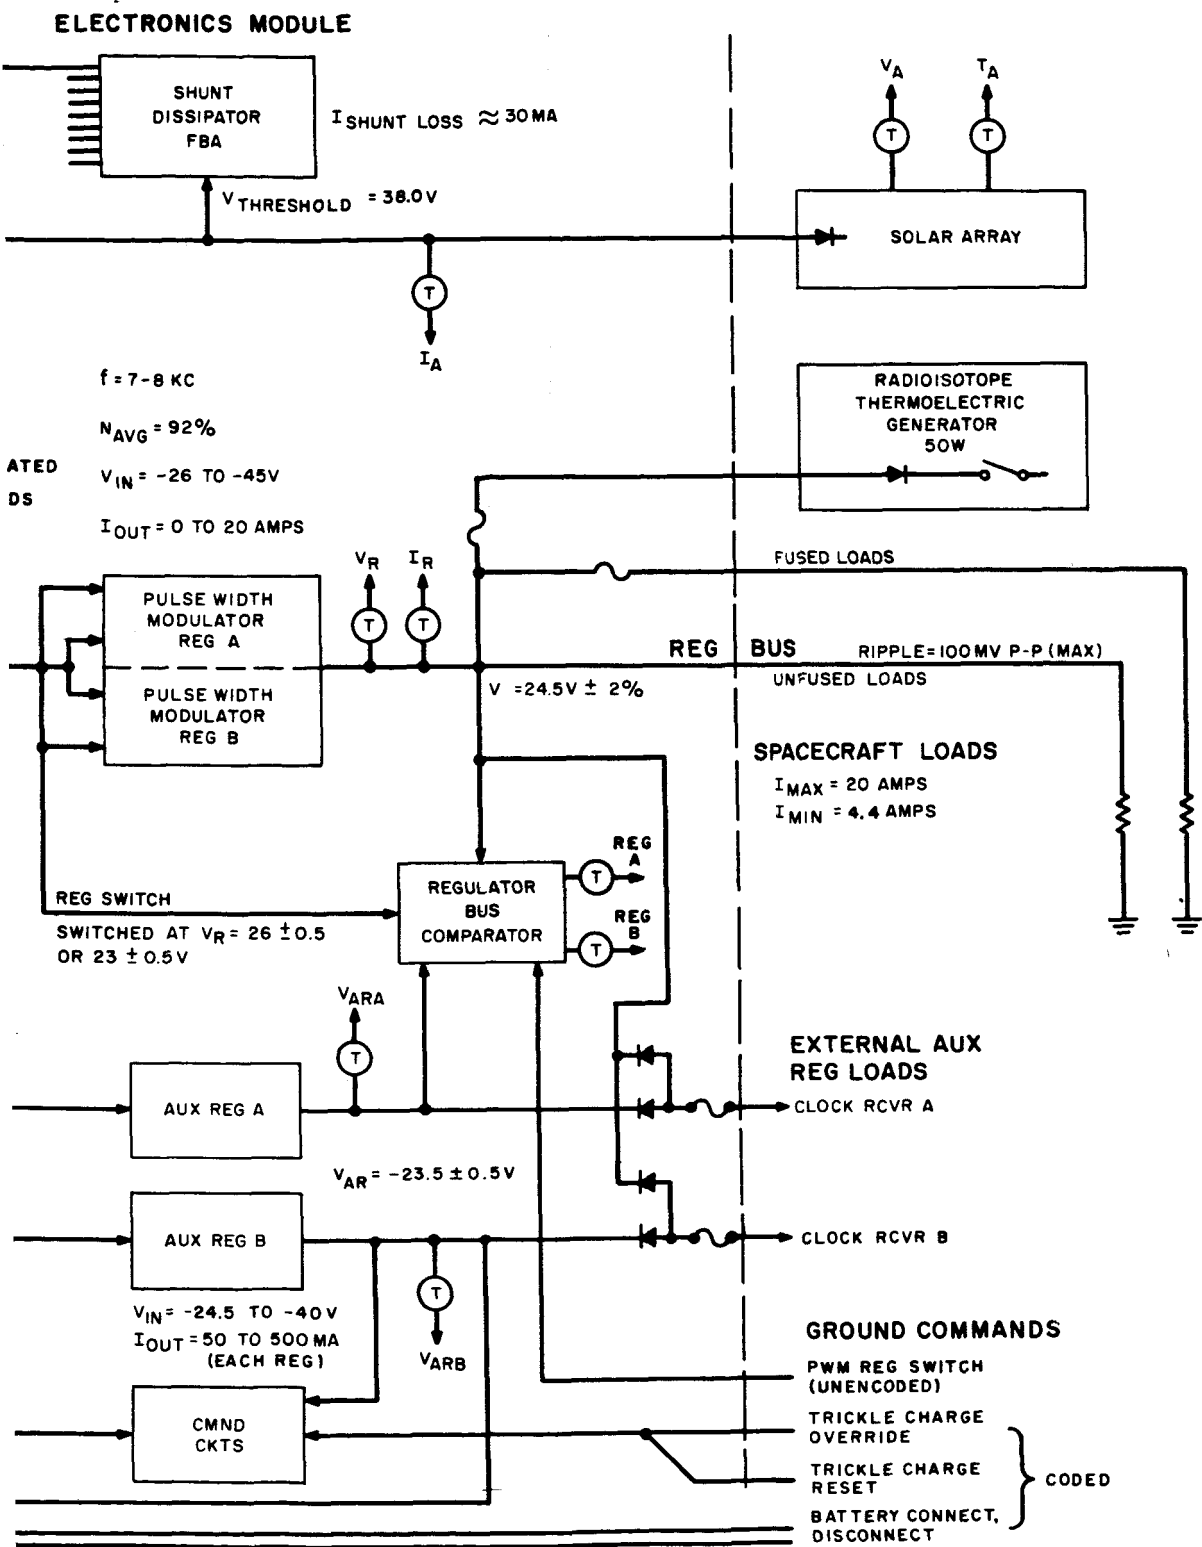 ELECTRONICS MODULE
SHUNT
DISSIPATOR
FBA
I SHUNT LOSS ≈ 30 MA
V THRESHOLD = 38.0 V
VA
TA
T
T
SOLAR ARRAY
T
IA
f = 7-8 KC
NAVG = 92%
VIN = -26 TO -45V
IOUT = 0 TO 20 AMPS
ATED
DS
RADIOISOTOPE
THERMOELECTRIC
GENERATOR
50W
FUSED LOADS
VR
IR
T
T
PULSE WIDTH
MODULATOR
REG A
PULSE WIDTH
MODULATOR
REG B
REG BUS
RIPPLE=100MV P-P (MAX)
UNFUSED LOADS
V =24.5V ± 2%
SPACECRAFT LOADS
IMAX = 20 AMPS
IMIN = 4.4 AMPS
REG SWITCH
SWITCHED AT VR = 26 ±0.5
OR 23 ±0.5V
REGULATOR
BUS
COMPARATOR
T
REG
A
T
REG
B
VARA
T
AUX REG A
EXTERNAL AUX
REG LOADS
CLOCK RCVR A
VAR = -23.5 ± 0.5V
AUX REG B
CLOCK RCVR B
T
VARB
VIN = -24.5 TO -40V
IOUT = 50 TO 500MA
(EACH REG)
CMND
CKTS
GROUND COMMANDS
PWM REG SWITCH
(UNENCODED)
TRICKLE CHARGE
OVERRIDE
TRICKLE CHARGE
RESET
BATTERY CONNECT,
DISCONNECT
CODED